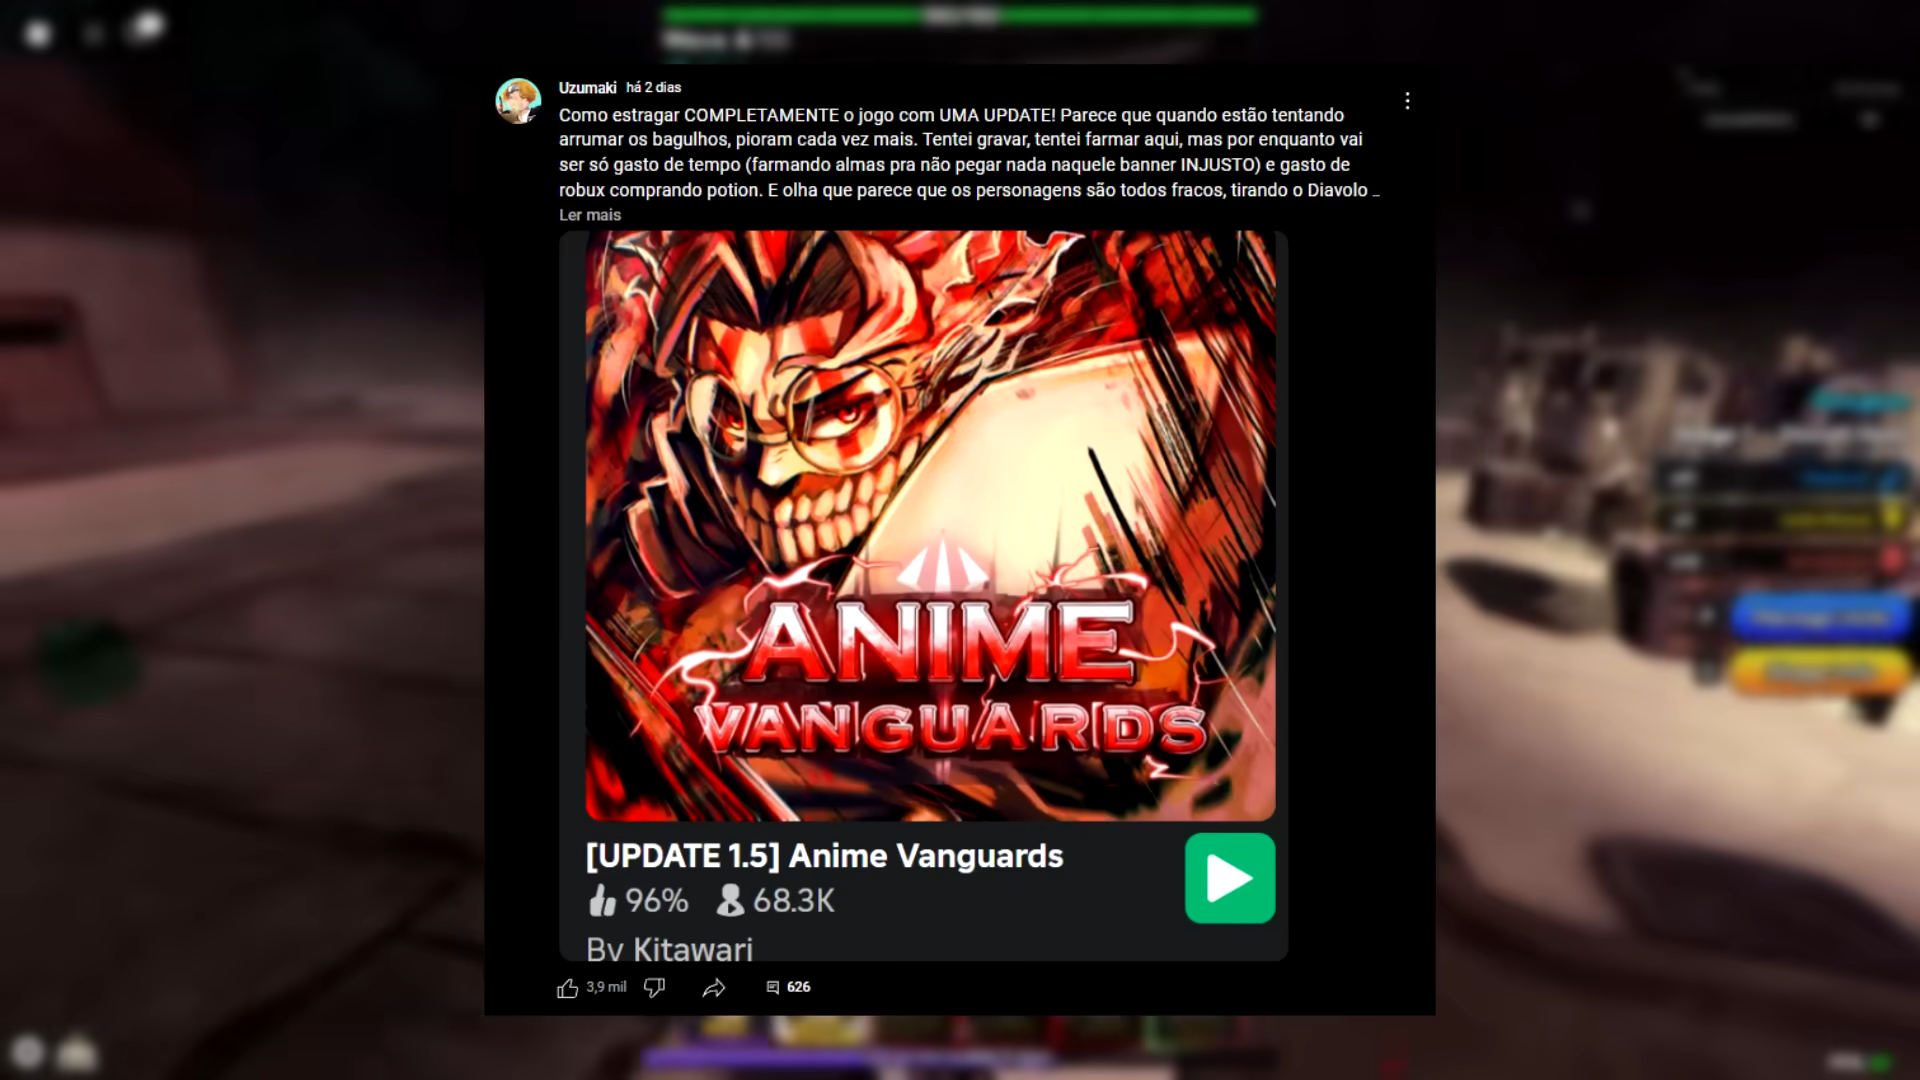 Uzumaki há 2 dias
Como estragar COMPLETAMENTE o jogo com UMA UPDATE! Parece que quando estão tentando
arrumar os bagulhos, pioram cada vez mais. Tentei gravar, tentei farmar aqui, mas por enquanto vai
ser só gasto de tempo (farmando almas pra não pegar nada naquele banner INJUSTO) e gasto de
robux comprando potion. E olha que parece que os personagens são todos fracos, tirando o Diavolo ...
Ler mais
ANIME
VANGUARDS
[UPDATE 1.5] Anime Vanguards
96% 68.3K
By Kitawari
3,9 mil 626